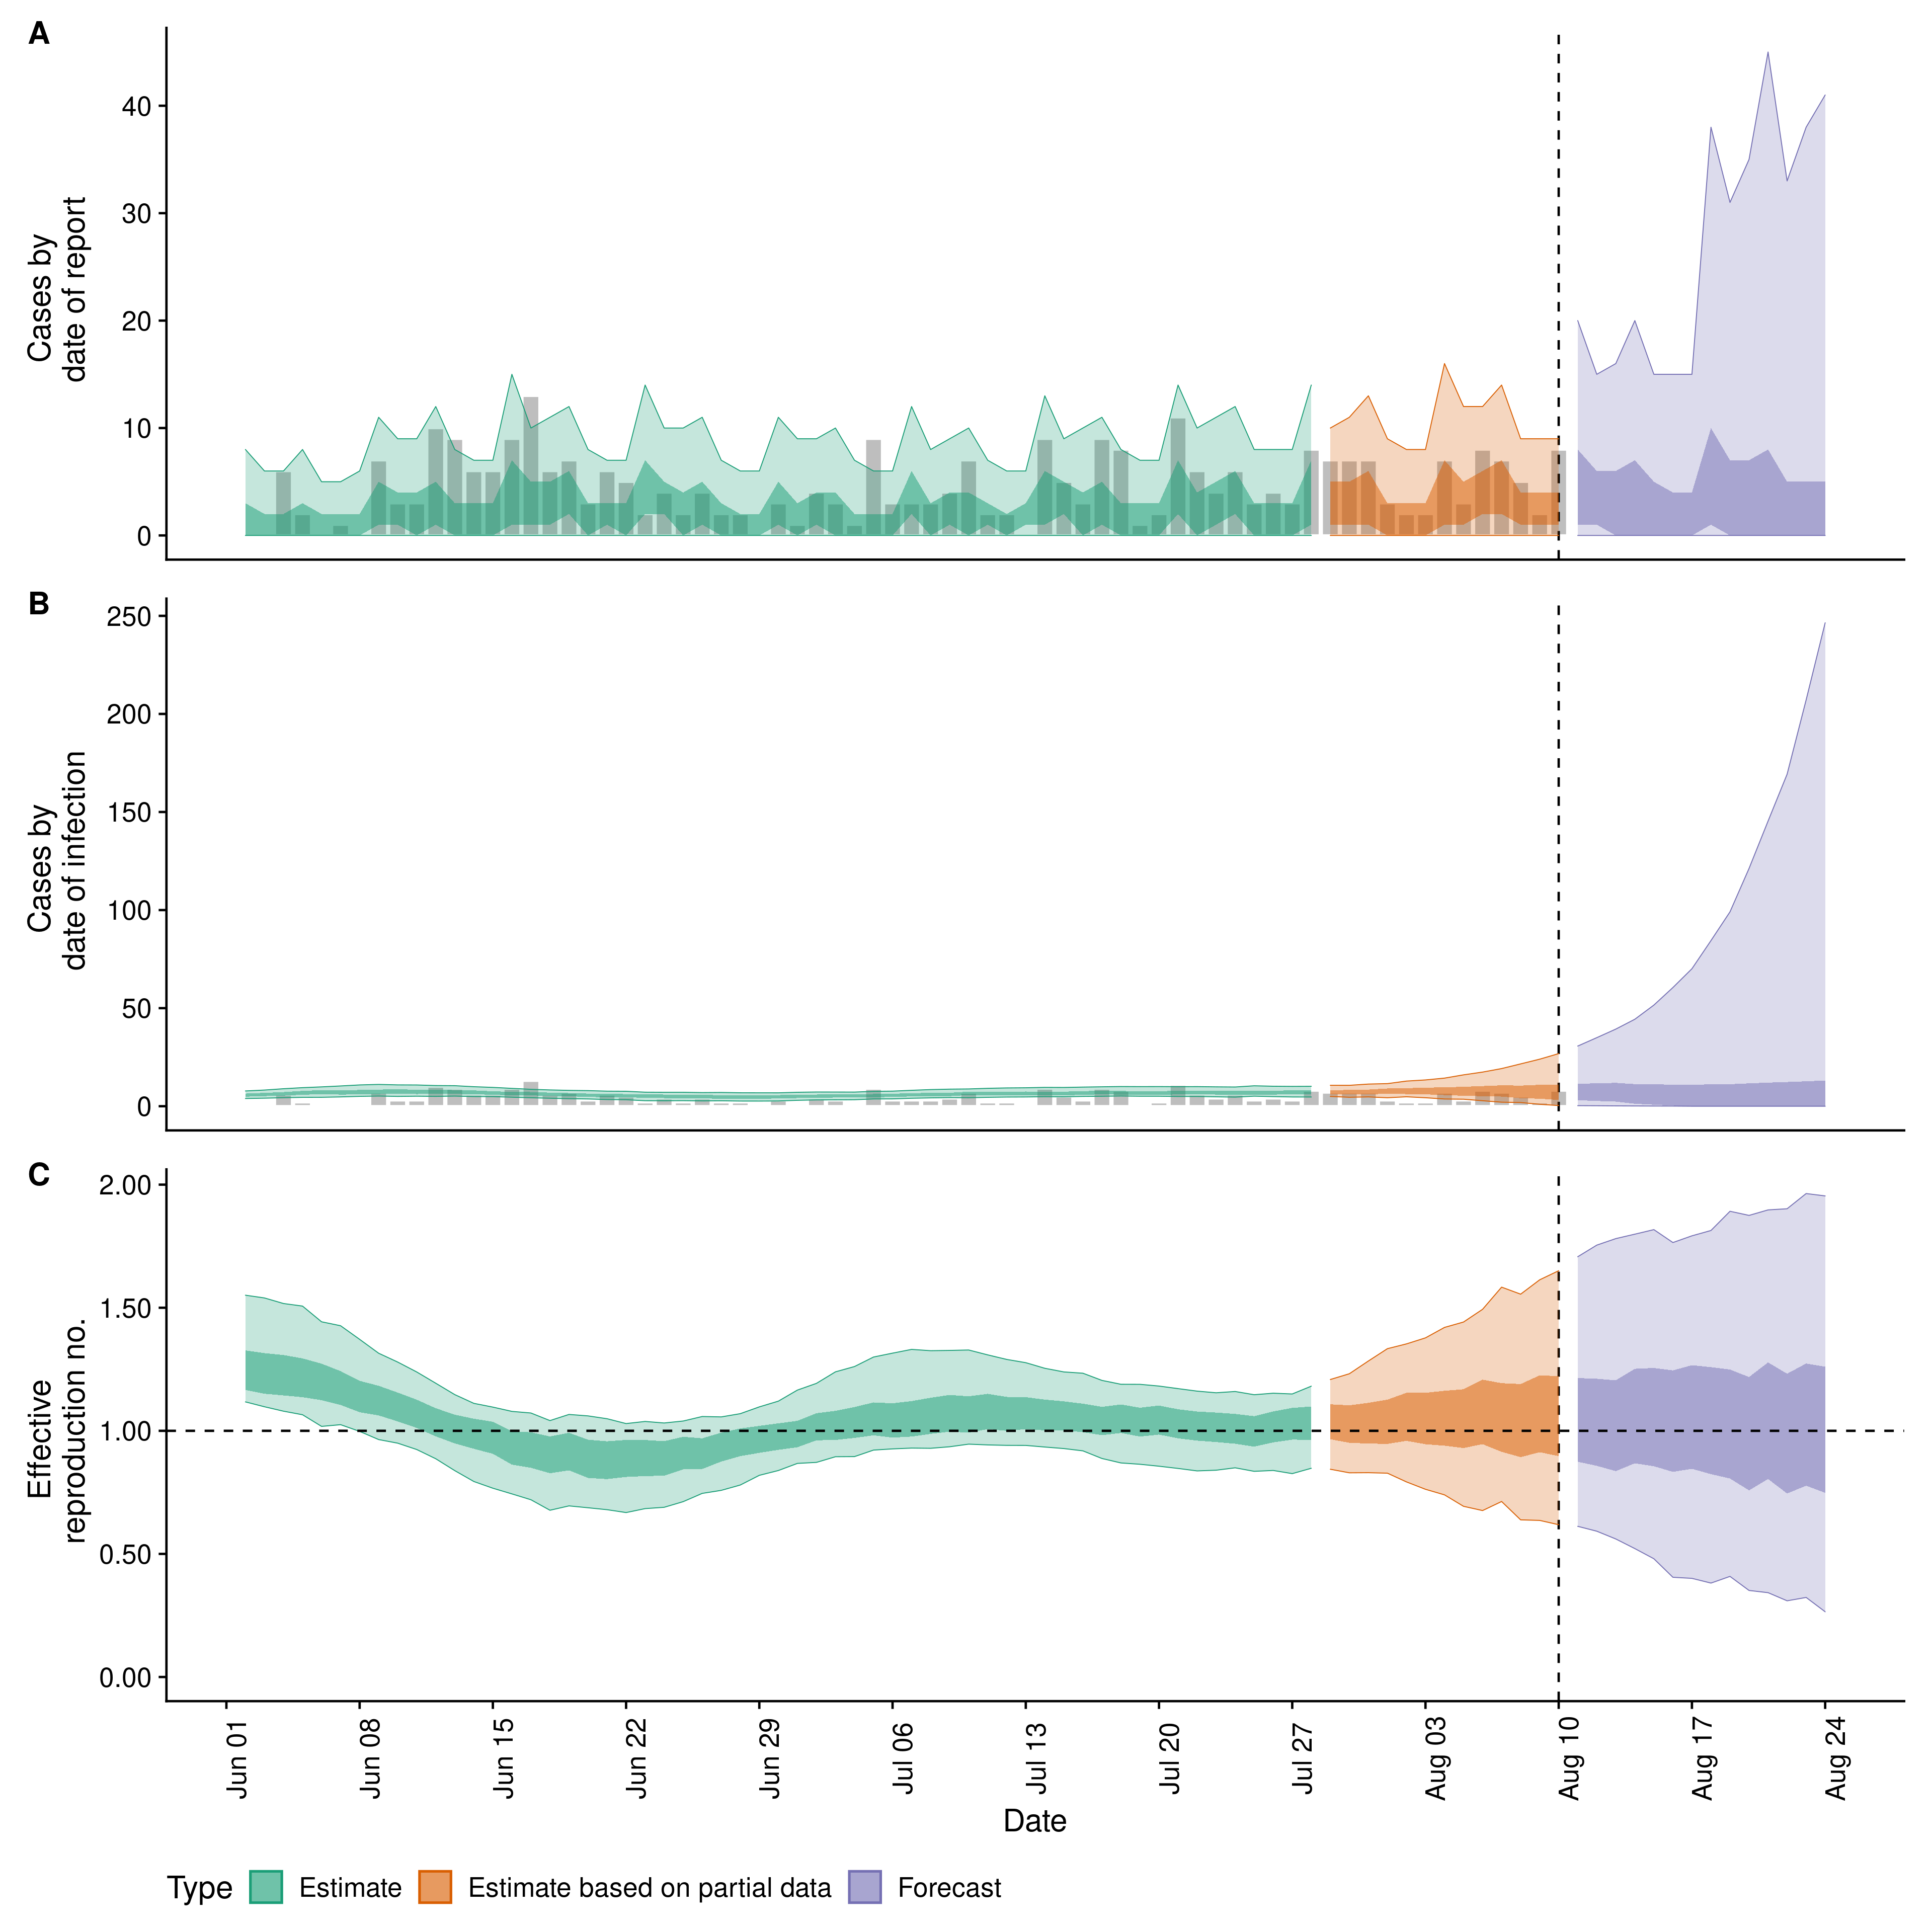 A
Cases by
date of report
40
30
20
10
0
B
Cases by
date of infection
250
200
150
100
50
0
C
Effective
reproduction no.
2.00
1.50
1.00
0.50
0.00
Jun 01
Jun 08
Jun 15
Jun 22
Jun 29
Jul 06
Jul 13
Jul 20
Jul 27
Aug 03
Aug 10
Aug 17
Aug 24
Date
Type Estimate Estimate based on partial data Forecast